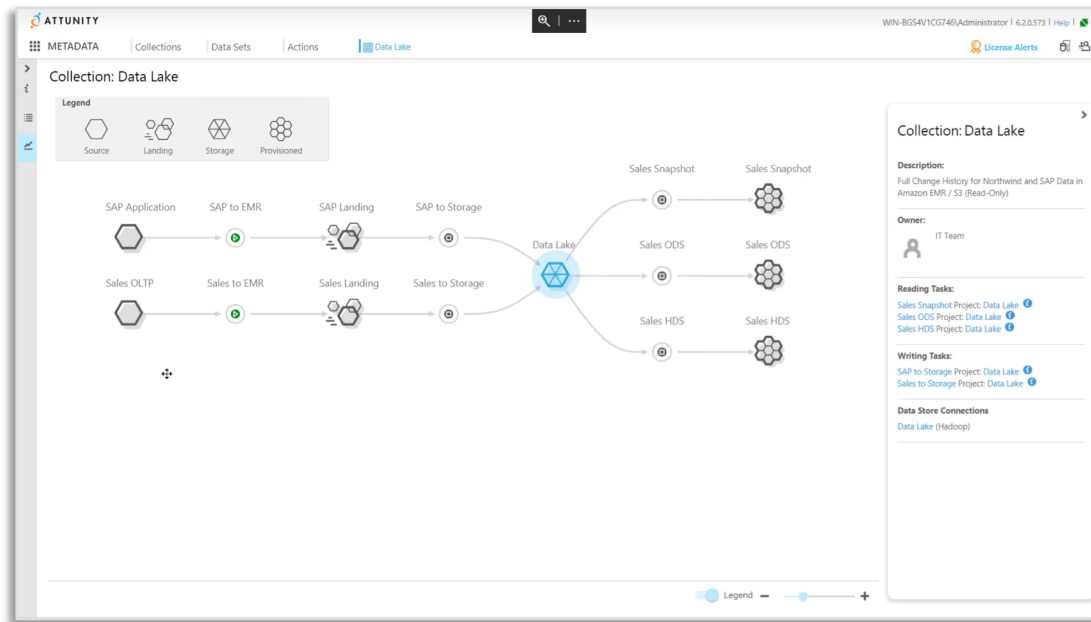 ATTUNITY
WIN-BGS4V1CG746\Administrator | 6.2.0.573 | Help |
METADATA Collections Data Sets Actions Data Lake License Alerts
Collection: Data Lake
Legend
Source Landing Storage Provisioned
Sales Snapshot Sales Snapshot
SAP Application SAP to EMR SAP Landing SAP to Storage
Data Lake Sales ODS Sales ODS
Sales OLTP Sales to EMR Sales Landing Sales to Storage
Sales HDS Sales HDS
Legend
Collection: Data Lake
Description:
Full Change History for Northwind and SAP Data in
Amazon EMR / S3 (Read-Only)
Owner:
IT Team
Reading Tasks:
Sales Snapshot Project: Data Lake
Sales ODS Project: Data Lake
Sales HDS Project: Data Lake
Writing Tasks:
SAP to Storage Project: Data Lake
Sales to Storage Project: Data Lake
Data Store Connections
Data Lake (Hadoop)